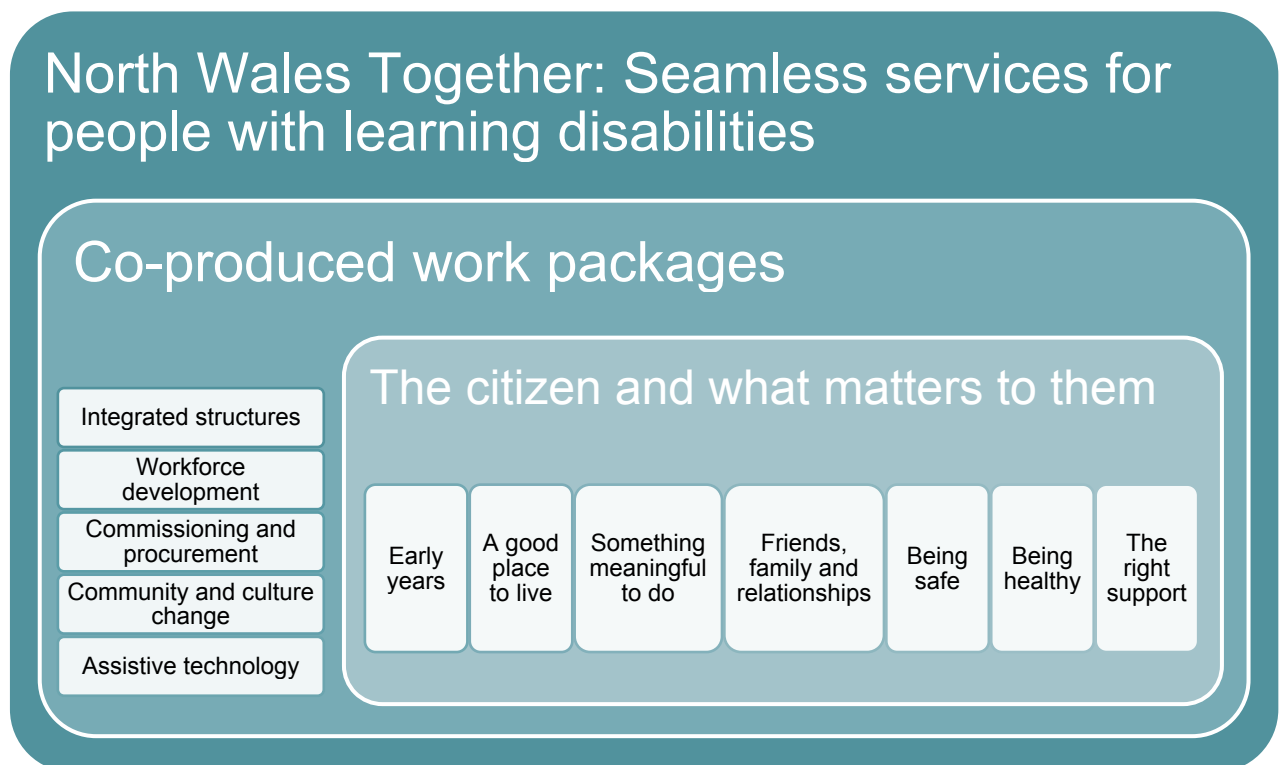 North Wales Together: Seamless services for
people with learning disabilities
Co-produced work packages
Integrated structures
Workforce
development
Commissioning and
procurement
Community and culture
change
Assistive technology
The citizen and what matters to them
Early
years
A good
place
to live
Something
meaningful
to do
Friends,
family and
relationships
Being
safe
Being
healthy
The
right
support